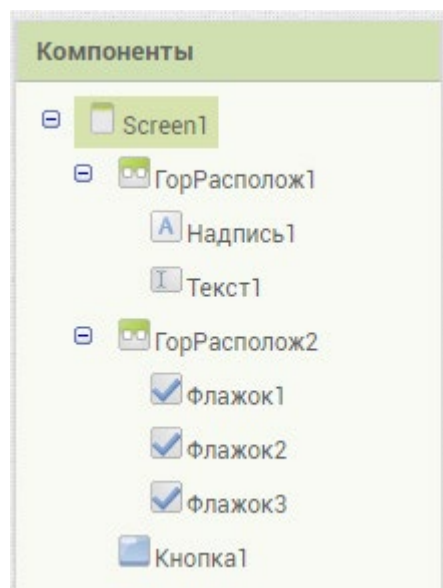 Компоненты
Screen1
ГорРасполож1
Надпись1
Текст1
ГорРасполож2
Флажок1
Флажок2
Флажок3
Кнопка1